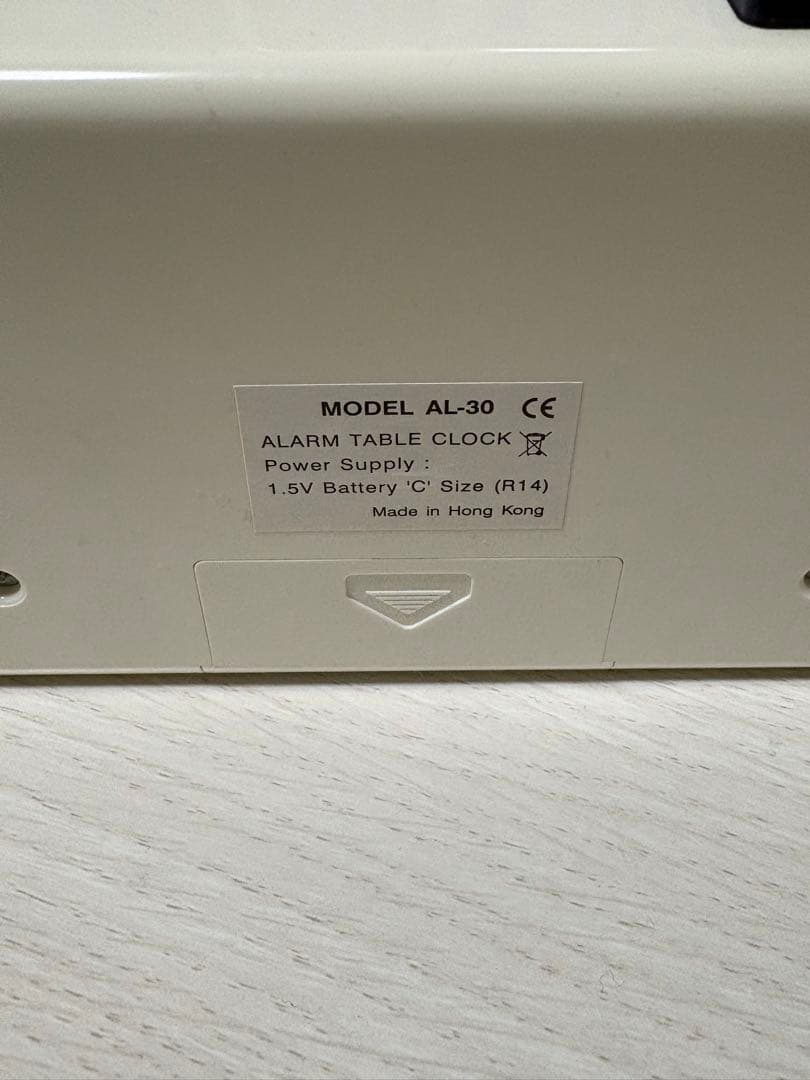 MODEL AL-30 CE
ALARM TABLE CLOCK
Power Supply :
1.5V Battery 'C' Size (R14)
Made in Hong Kong